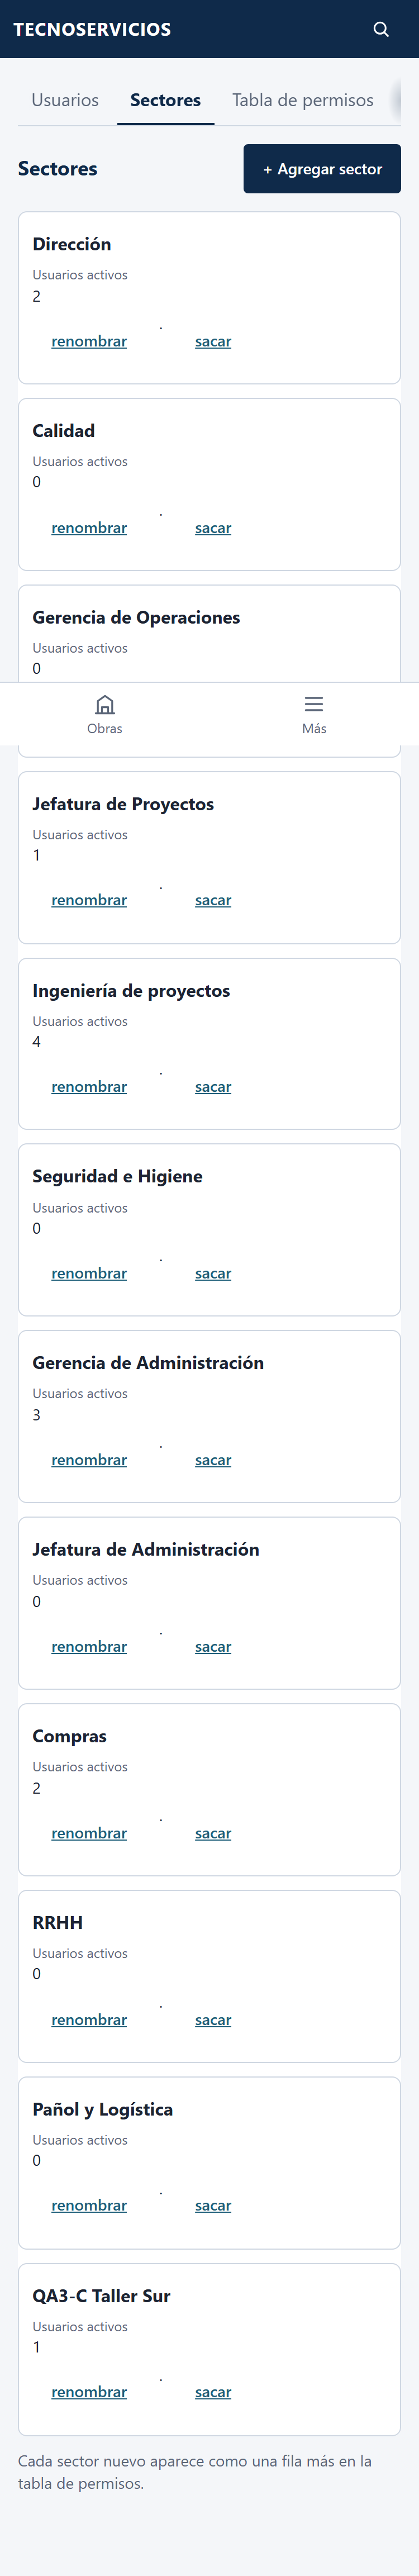 TECNOSERVICIOS
Usuarios Sectores Tabla de permisos
Sectores + Agregar sector
Dirección
Usuarios activos
2
renombrar · sacar
Calidad
Usuarios activos
0
renombrar · sacar
Gerencia de Operaciones
Usuarios activos
0
Obras Más
Jefatura de Proyectos
Usuarios activos
1
renombrar · sacar
Ingeniería de proyectos
Usuarios activos
4
renombrar · sacar
Seguridad e Higiene
Usuarios activos
0
renombrar · sacar
Gerencia de Administración
Usuarios activos
3
renombrar · sacar
Jefatura de Administración
Usuarios activos
0
renombrar · sacar
Compras
Usuarios activos
2
renombrar · sacar
RRHH
Usuarios activos
0
renombrar · sacar
Pañol y Logística
Usuarios activos
0
renombrar · sacar
QA3-C Taller Sur
Usuarios activos
1
renombrar · sacar
Cada sector nuevo aparece como una fila más en la
tabla de permisos.